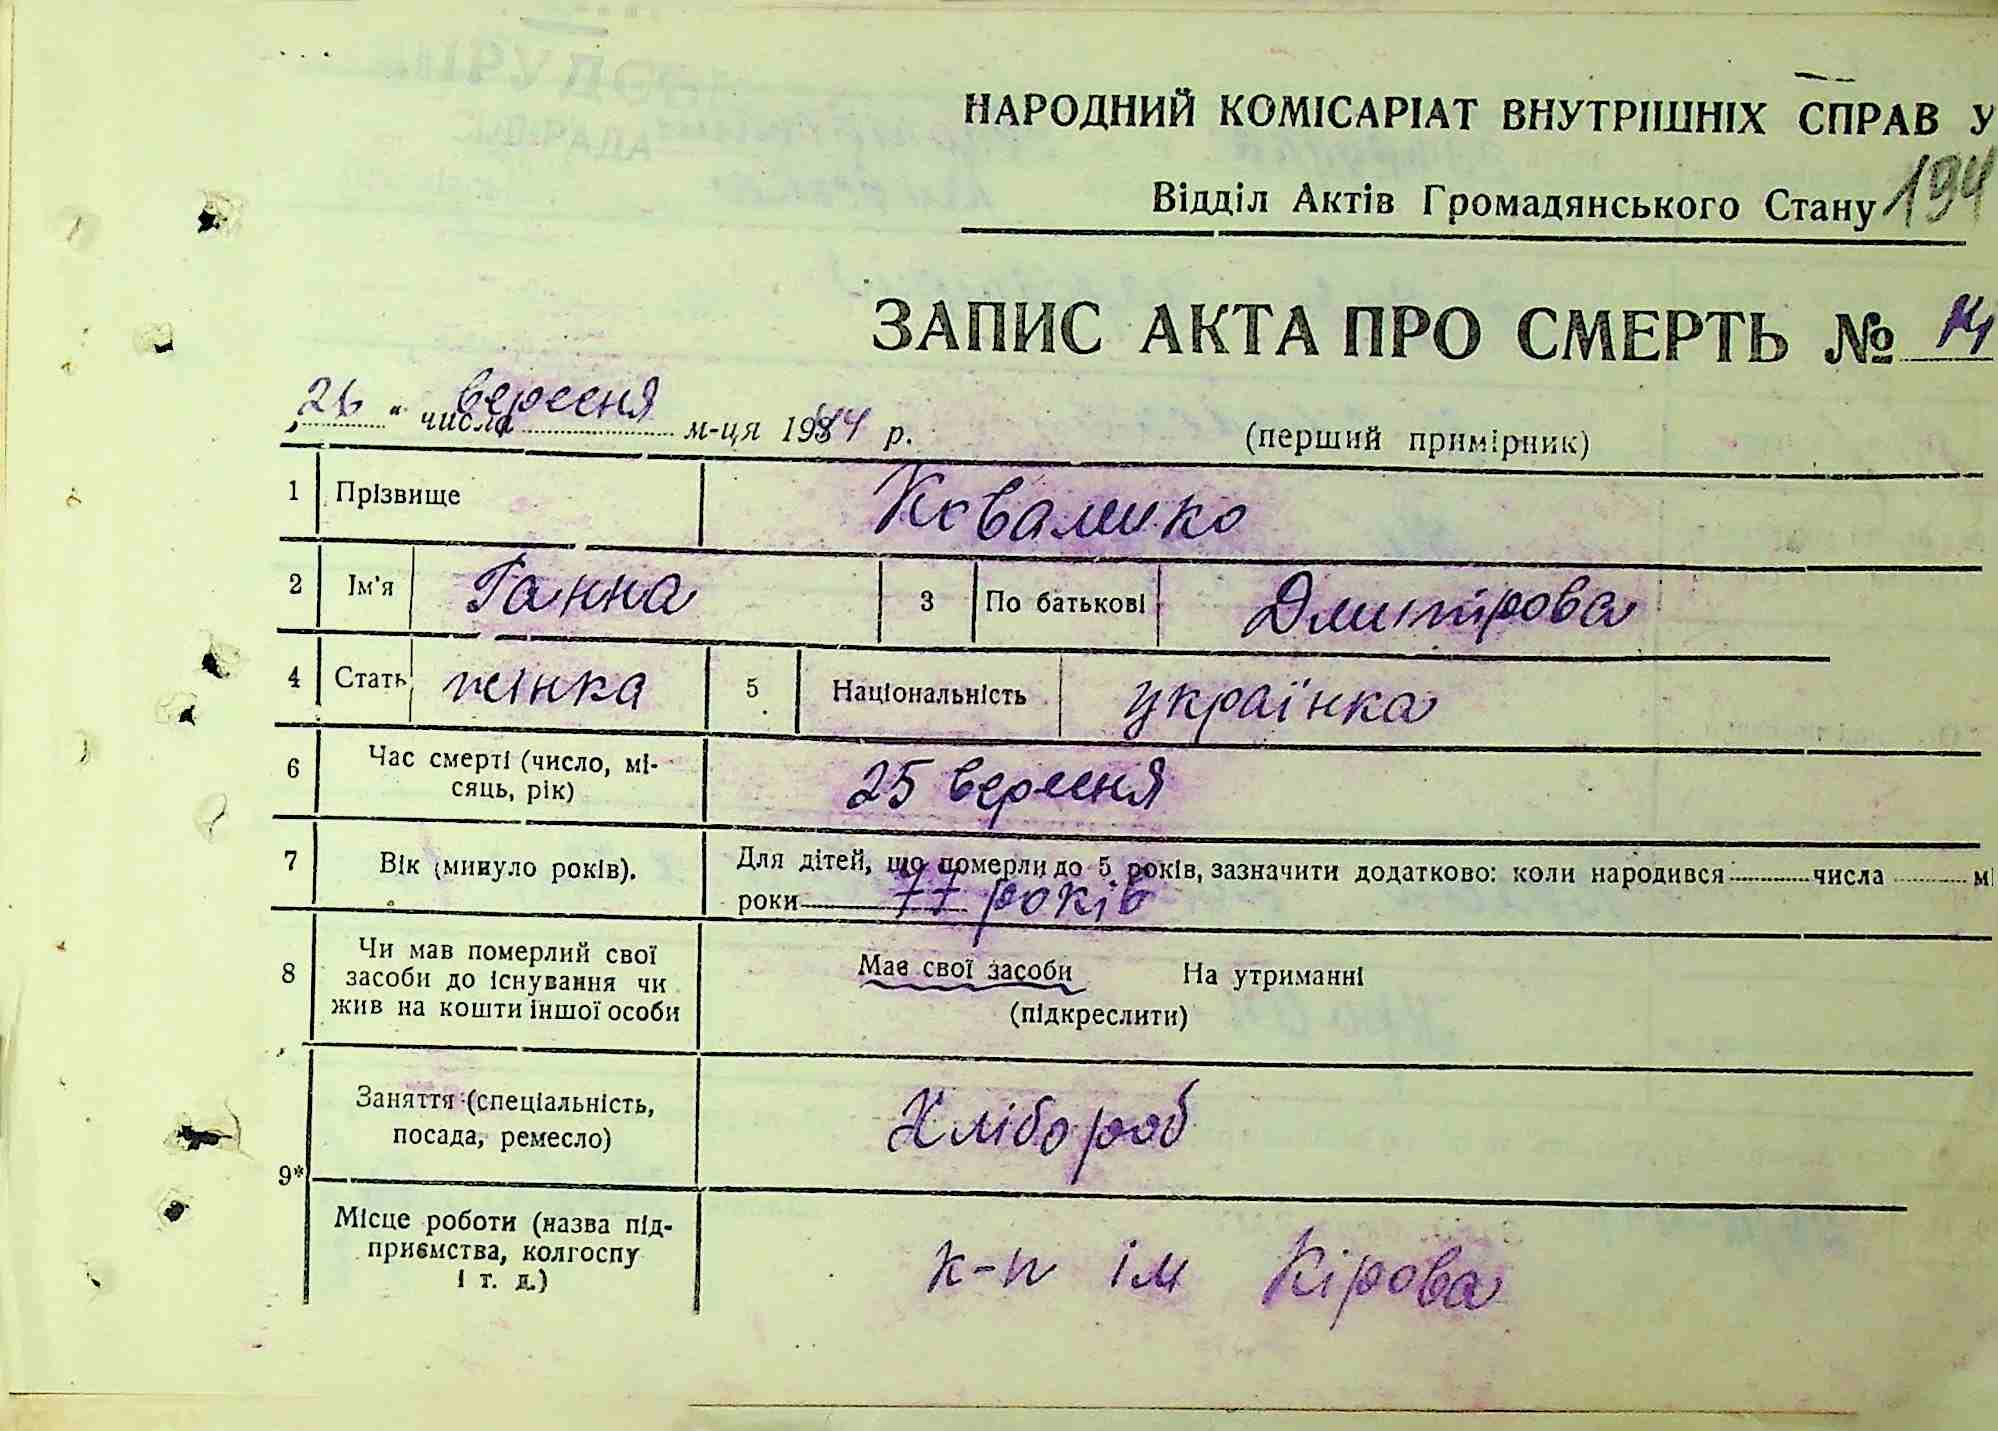 НАРОДНИЙ КОМІСАРІАТ ВНУТРІШНІХ СПРАВ У
Відділ Актів Громадянського Стану 194
ЗАПИС АКТА ПРО СМЕРТЬ № 14
26 " числа вересня м-ця 1944 р. (перший примірник)
1 Прізвище Ковалико
2 Ім'я Ганна 3 По батькові Дмитрова
4 Стать жінка 5 Національність українка
6 Час смерті (число, мі-
сяць, рік) 25 вересня
7 Вік (минуло років). Для дітей, що померли до 5 років, зазначити додатково: коли народився числа м
роки 77 років
8 Чи мав померлий свої
засоби до існування чи
жив на кошти іншої особи
Має свої засоби На утриманні
(підкреслити)
9* Заняття (спеціальність,
посада, ремесло) Хлібороб
Місце роботи (назва під-
приємства, колгоспу
і т. д.) к-п ім Кірова